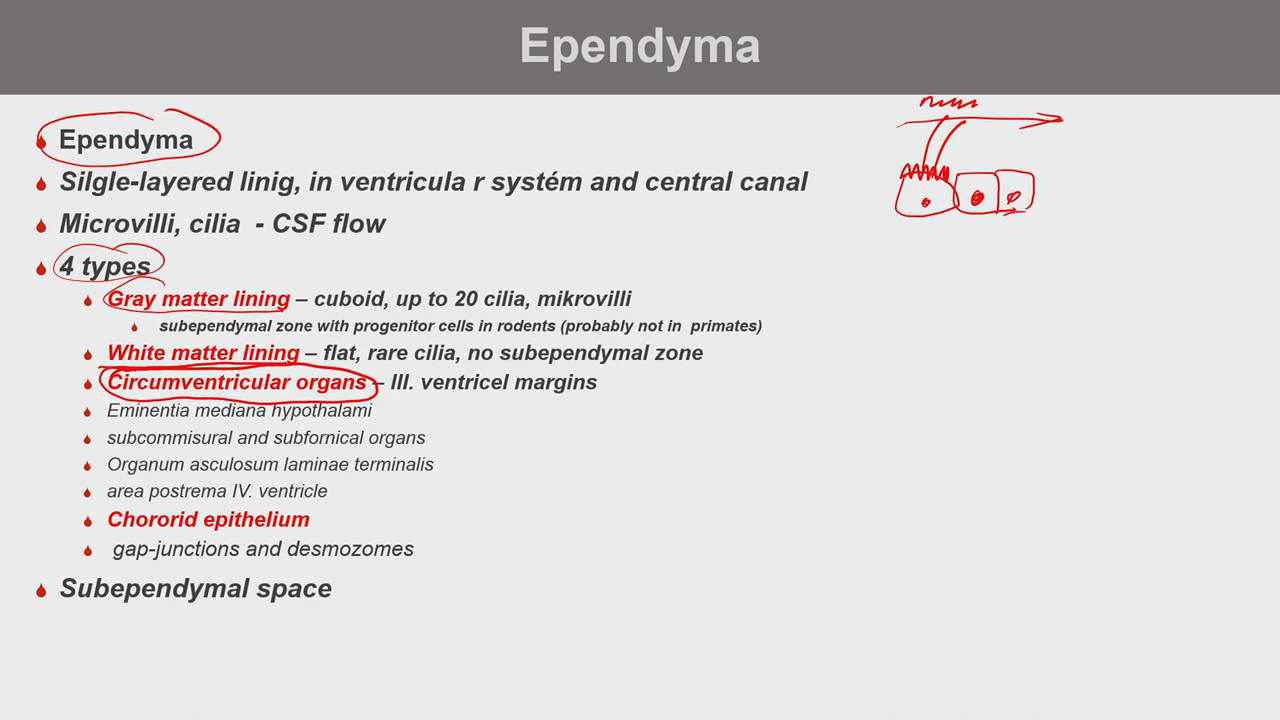 Ependyma
Ependyma
Silgle-layered linig, in ventricula r systém and central canal
Microvilli, cilia - CSF flow
4 types
Gray matter lining – cuboid, up to 20 cilia, mikrovilli
subependymal zone with progenitor cells in rodents (probably not in primates)
White matter lining – flat, rare cilia, no subependymal zone
Circumventricular organs – III. ventricel margins
Eminentia mediana hypothalami
subcommisural and subfornical organs
Organum asculosum laminae terminalis
area postrema IV. ventricle
Chororid epithelium
gap-junctions and desmozomes
Subependymal space